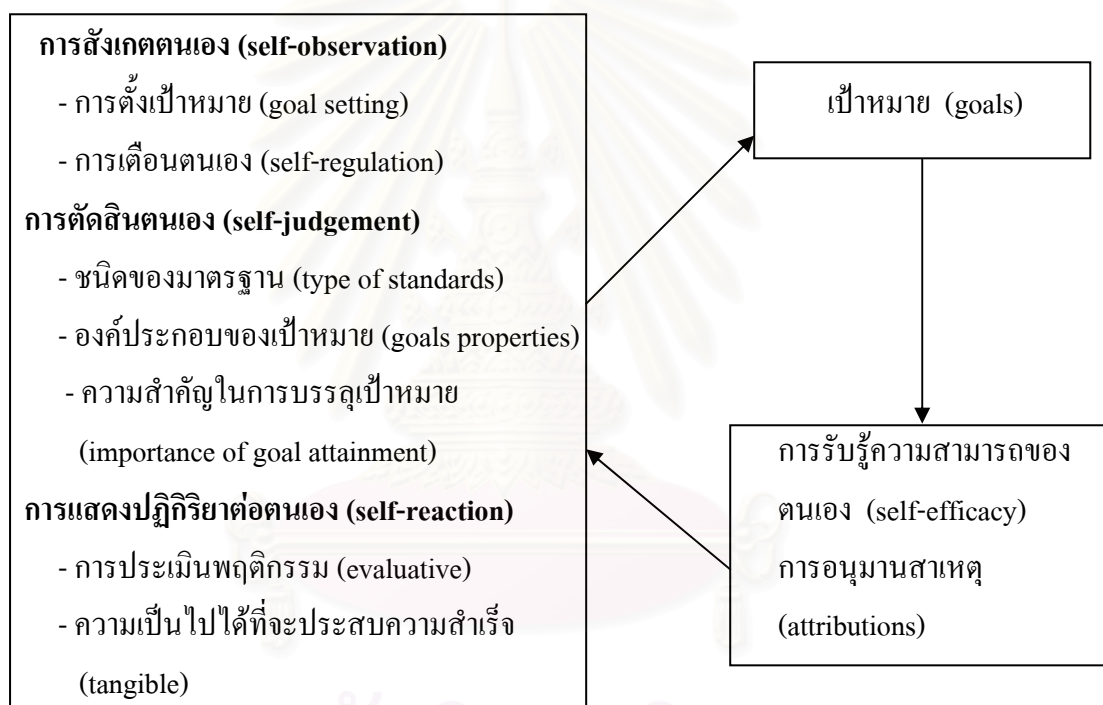 การสังเกตตนเอง (self-observation)
- การตั้งเป้าหมาย (goal setting)
- การเตือนตนเอง (self-regulation)
การตัดสินตนเอง (self-judgement)
- ชนิดของมาตรฐาน (type of standards)
- องค์ประกอบของเป้าหมาย (goals properties)
- ความสำคัญในการบรรลุเป้าหมาย
(importance of goal attainment)
การแสดงปฏิกิริยาต่อตนเอง (self-reaction)
- การประเมินพฤติกรรม (evaluative)
- ความเป็นไปได้ที่จะประสบความสำเร็จ
(tangible)
เป้าหมาย (goals)
การรับรู้ความสามารถของ
ตนเอง (self-efficacy)
การอนุมานสาเหตุ
(attributions)